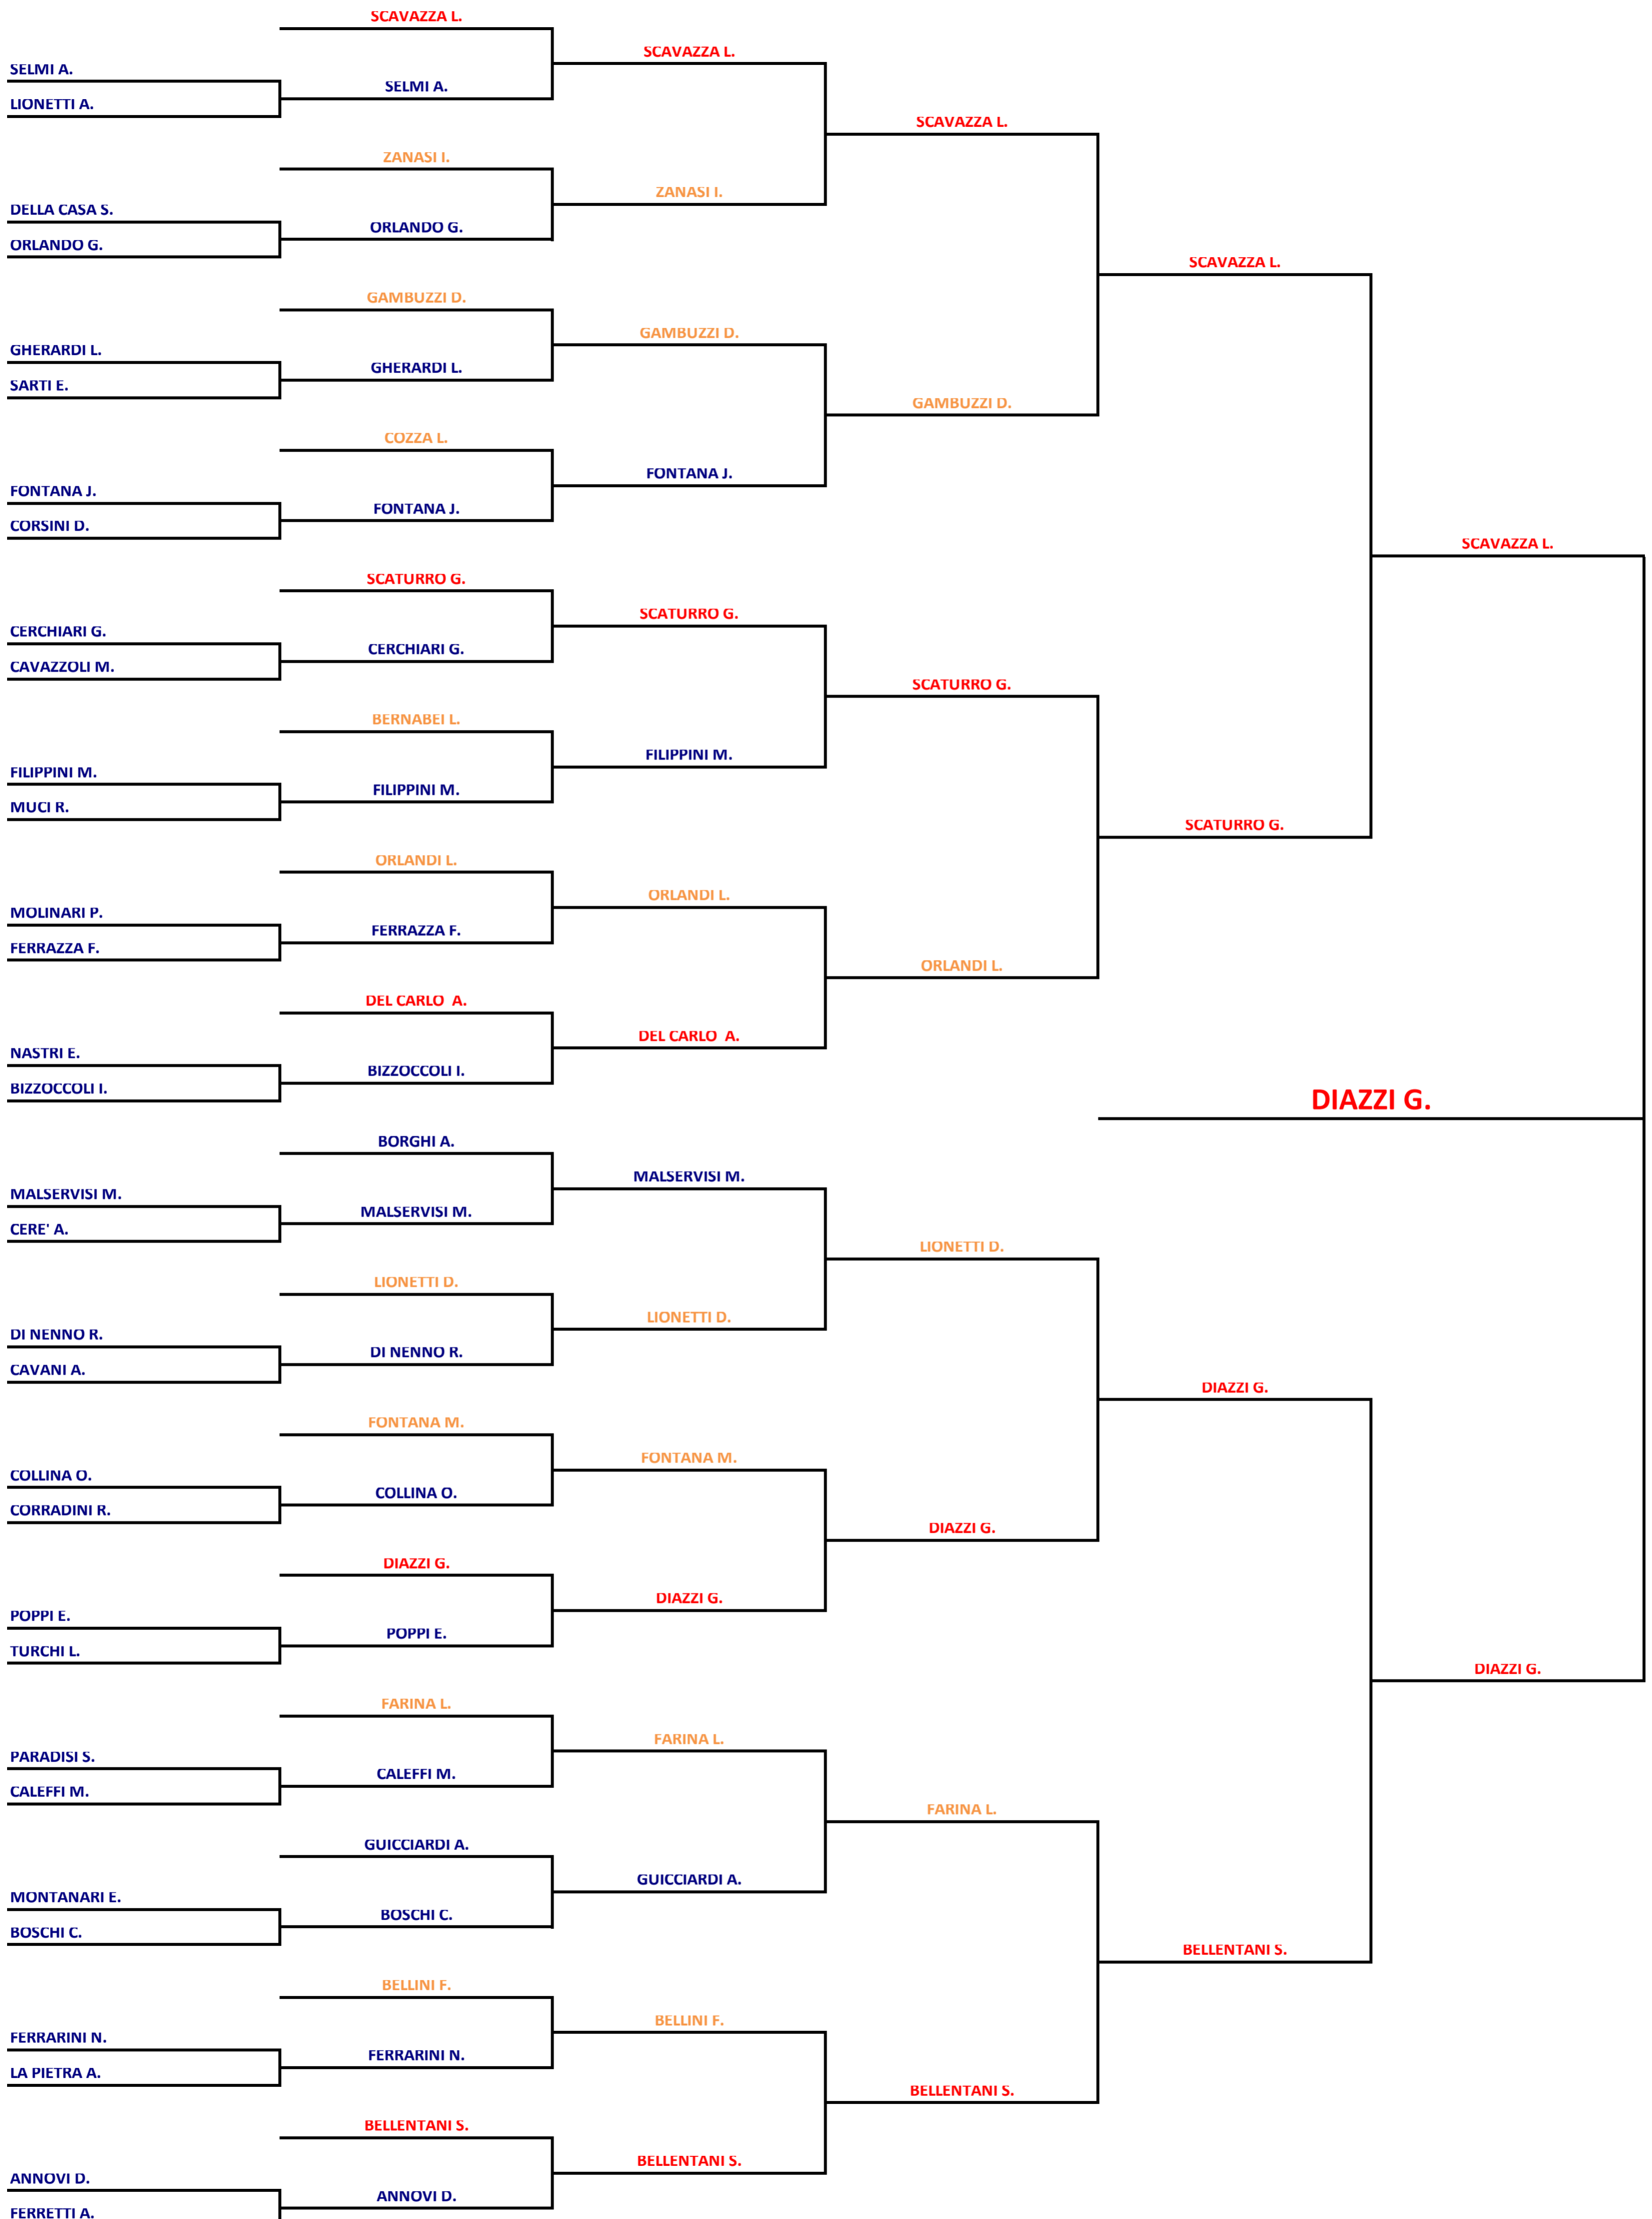 SCAVAZZA L.
SCAVAZZA L.
SELMI A.
SELMI A.
LIONETTI A.
SCAVAZZA L.
ZANASI I.
ZANASI I.
DELLA CASA S.
ORLANDO G.
ORLANDO G.
SCAVAZZA L.
GAMBUZZI D.
GAMBUZZI D.
GHERARDI L.
GHERARDI L.
SARTI E.
GAMBUZZI D.
COZZA L.
FONTANA J.
FONTANA J.
FONTANA J.
CORSINI D.
SCAVAZZA L.
SCATURRO G.
SCATURRO G.
CERCHIARI G.
CERCHIARI G.
CAVAZZOLI M.
SCATURRO G.
BERNABEI L.
FILIPPINI M.
FILIPPINI M.
FILIPPINI M.
MUCI R.
SCATURRO G.
ORLANDI L.
ORLANDI L.
MOLINARI P.
FERRAZZA F.
FERRAZZA F.
ORLANDI L.
DEL CARLO  A.
DEL CARLO  A.
NASTRI E.
BIZZOCCOLI I.
BIZZOCCOLI I.
DIAZZI G.
BORGHI A.
MALSERVISI M.
MALSERVISI M.
MALSERVISI M.
CERE' A.
LIONETTI D.
LIONETTI D.
LIONETTI D.
DI NENNO R.
DI NENNO R.
CAVANI A.
DIAZZI G.
FONTANA M.
FONTANA M.
COLLINA O.
COLLINA O.
CORRADINI R.
DIAZZI G.
DIAZZI G.
DIAZZI G.
POPPI E.
POPPI E.
TURCHI L.
DIAZZI G.
FARINA L.
FARINA L.
PARADISI S.
CALEFFI M.
CALEFFI M.
FARINA L.
GUICCIARDI A.
GUICCIARDI A.
MONTANARI E.
BOSCHI C.
BOSCHI C.
BELLENTANI S.
BELLINI F.
BELLINI F.
FERRARINI N.
FERRARINI N.
LA PIETRA A.
BELLENTANI S.
BELLENTANI S.
BELLENTANI S.
ANNOVI D.
ANNOVI D.
FERRETTI A.